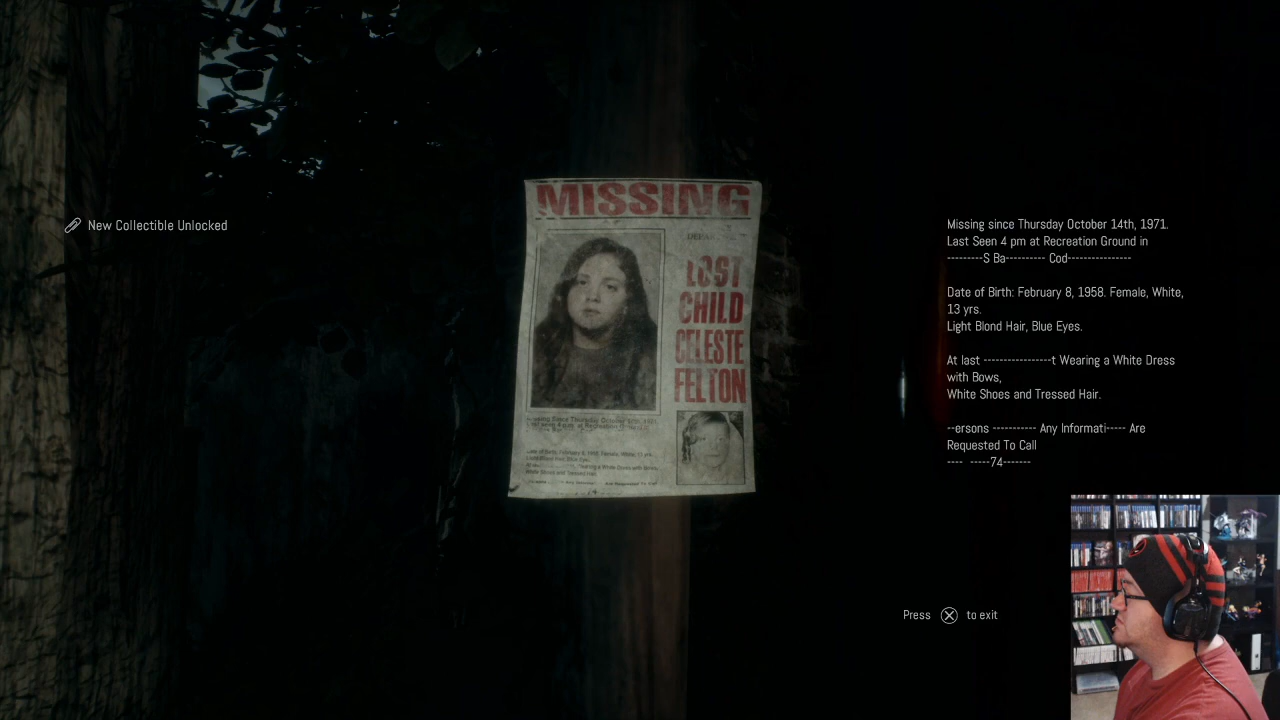 New Collectible Unlocked
MISSING
LOST
CHILD
CELESTE
FELTON
Missing since Thursday October 14th, 1971.
Last Seen 4 pm at Recreation Ground in
---------S Ba---------- Cod----------------
Date of Birth: February 8, 1958. Female, White,
13 yrs.
Light Blond Hair, Blue Eyes.
At last -----------------t Wearing a White Dress
with Bows,
White Shoes and Tressed Hair.
--ersons ----------- Any Informati----- Are
Requested To Call
---- -----74-------
Press Ⓧ to exit